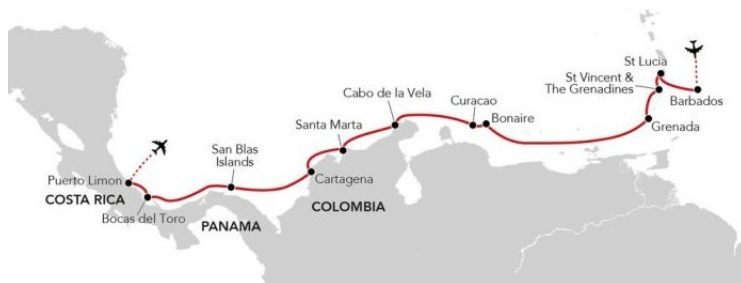 St Lucia
St Vincent &
The Grenadines
Barbados
Cabo de la Vela
Curacao
Bonaire
Grenada
Santa Marta
San Blas
Islands
Cartagena
Puerto Limon
COSTA RICA
COLOMBIA
Bocas del Toro
PANAMA